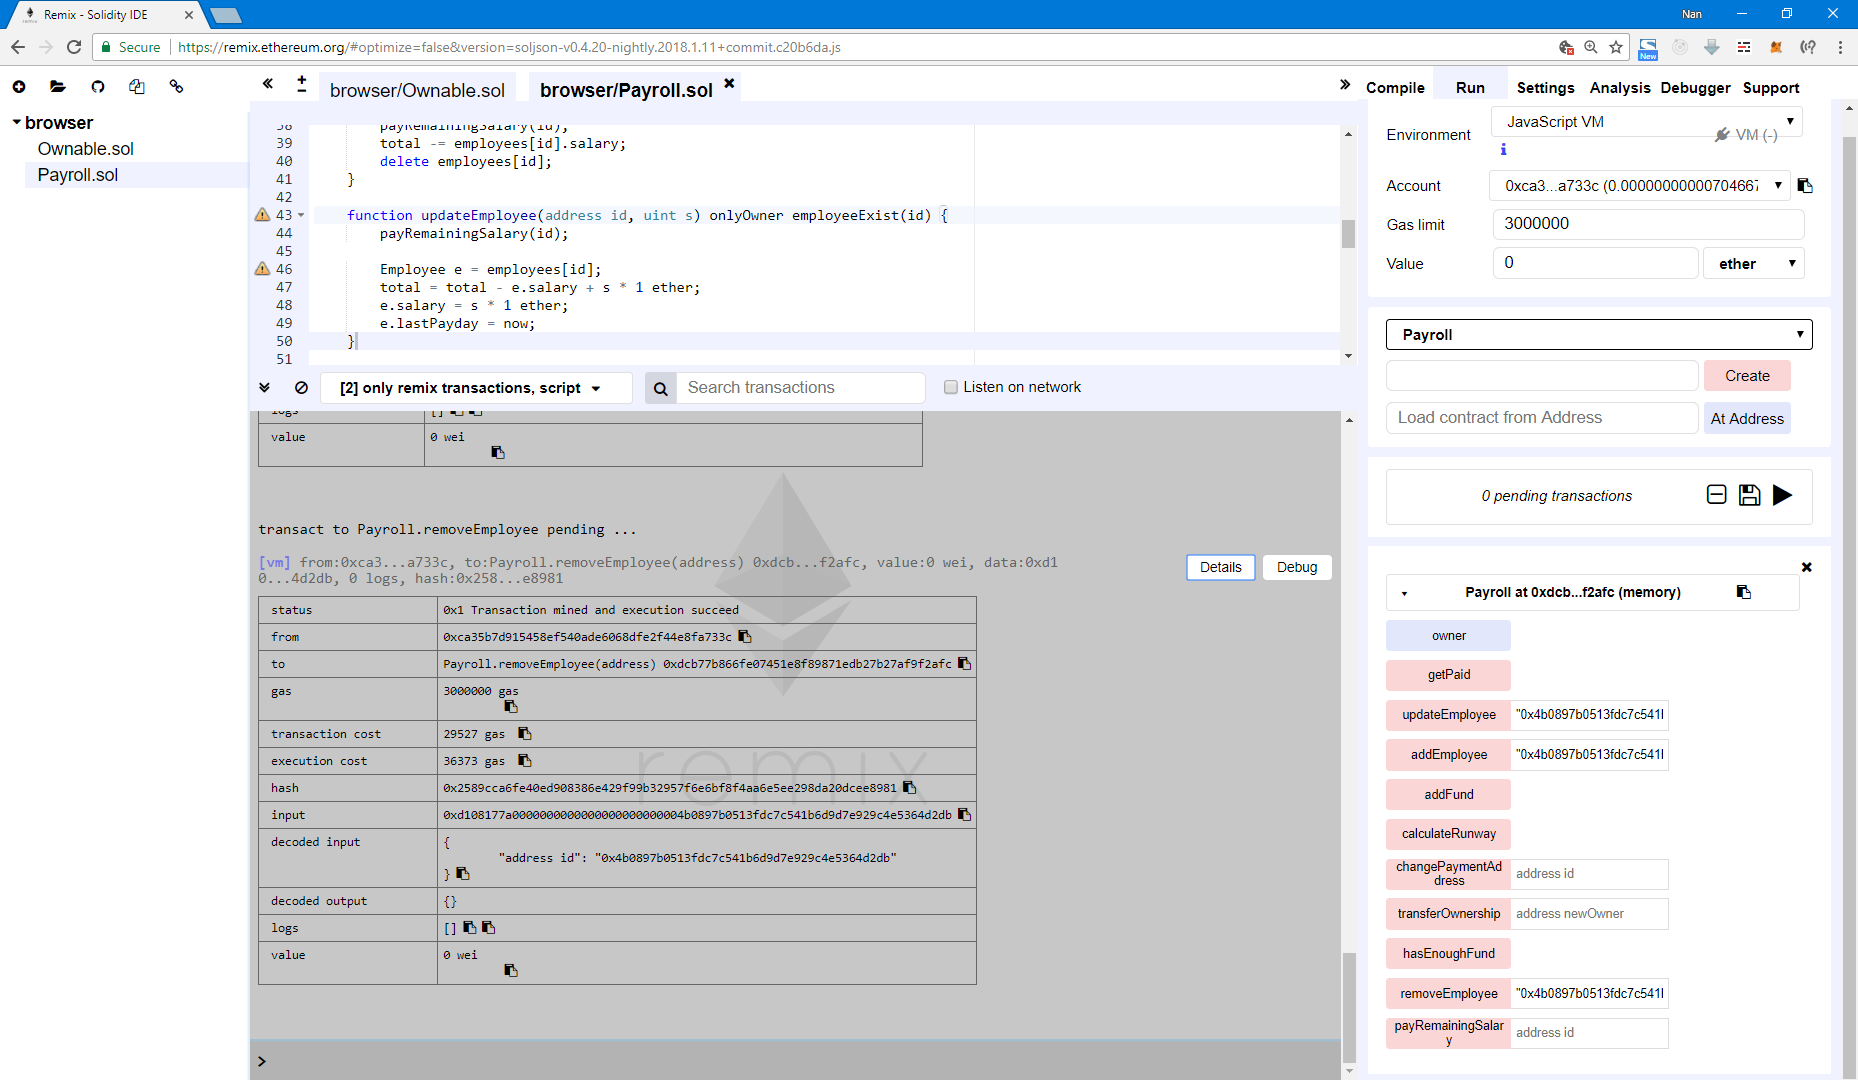 Remix - Solidity IDE
Nan
Secure
https://remix.ethereum.org/#optimize=false&version=soljson-v0.4.20-nightly.2018.1.11+commit.c20b6da.js
New
browser
Ownable.sol
Payroll.sol
browser/Ownable.sol
browser/Payroll.sol
38 payRemainingSalary(id);
39 total -= employees[id].salary;
40 delete employees[id];
41 }
42
43 function updateEmployee(address id, uint s) onlyOwner employeeExist(id) {
44 payRemainingSalary(id);
45
46 Employee e = employees[id];
47 total = total - e.salary + s * 1 ether;
48 e.salary = s * 1 ether;
49 e.lastPayday = now;
50 }
51
[2] only remix transactions, script
Search transactions
Listen on network
logs []
value 0 wei
transact to Payroll.removeEmployee pending ...
[vm] from:0xca3...a733c, to:Payroll.removeEmployee(address) 0xdcb...f2afc, value:0 wei, data:0xd1
0...4d2db, 0 logs, hash:0x258...e8981
Details
Debug
status 0x1 Transaction mined and execution succeed
from 0xca35b7d915458ef540ade6068dfe2f44e8fa733c
to Payroll.removeEmployee(address) 0xdcb77b866fe07451e8f89871edb27b27af9f2afc
gas 3000000 gas
transaction cost 29527 gas
execution cost 36373 gas
hash 0x2589cca6fe40ed908386e429f99b32957f6e6bf8f4aa6e5ee298da20dcee8981
input 0xd108177a0000000000000000000000004b0897b0513fdc7c541b6d9d7e929c4e5364d2db
decoded input {
"address id": "0x4b0897b0513fdc7c541b6d9d7e929c4e5364d2db"
}
decoded output {}
logs []
value 0 wei
remix
>
Compile
Run
Settings
Analysis
Debugger
Support
Environment
JavaScript VM
VM (-)
Account
0xca3...a733c (0.00000000000704667
Gas limit
3000000
Value
0
ether
Payroll
Create
Load contract from Address
At Address
0 pending transactions
Payroll at 0xdcb...f2afc (memory)
owner
getPaid
updateEmployee "0x4b0897b0513fdc7c541l
addEmployee "0x4b0897b0513fdc7c541l
addFund
calculateRunway
changePaymentAd
dress
address id
transferOwnership address newOwner
hasEnoughFund
removeEmployee "0x4b0897b0513fdc7c541l
payRemainingSalar
y
address id